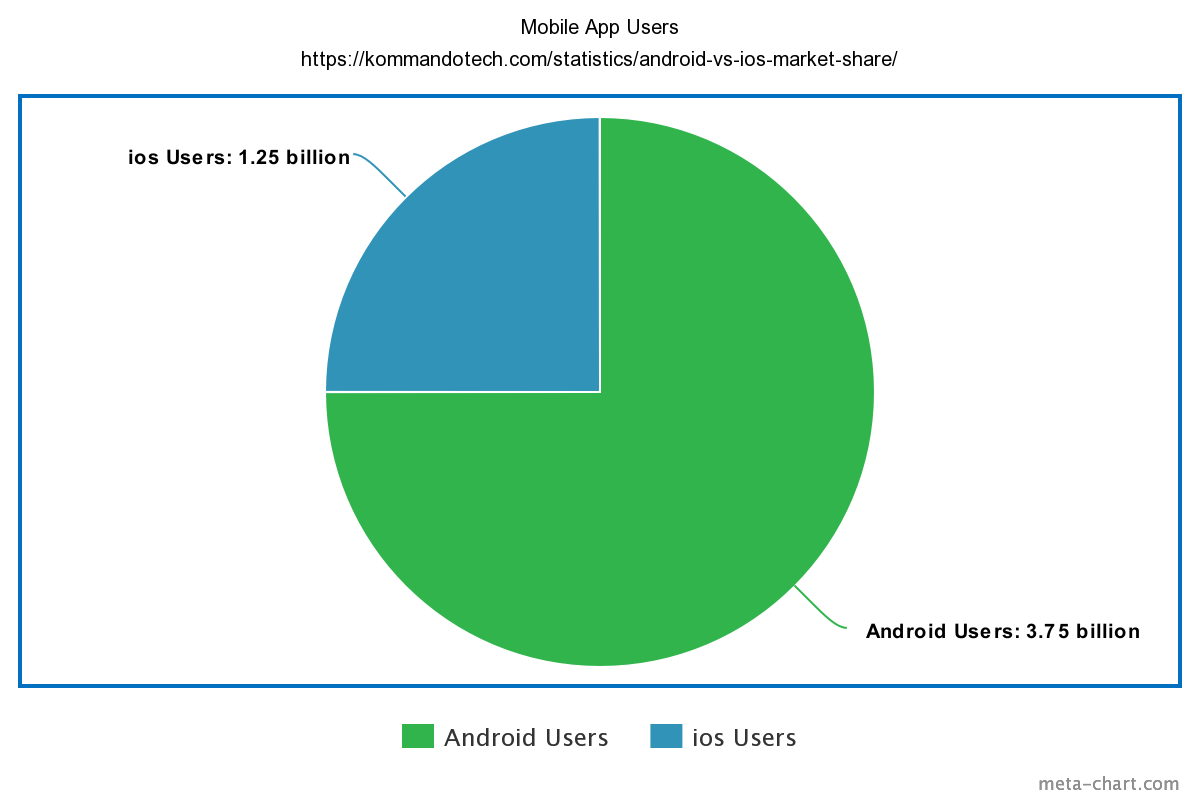 Mobile App Users
https://kommandotech.com/statistics/android-vs-ios-market-share/
ios Users: 1.25 billion
Android Users: 3.75 billion
Android Users
ios Users
meta-chart.com